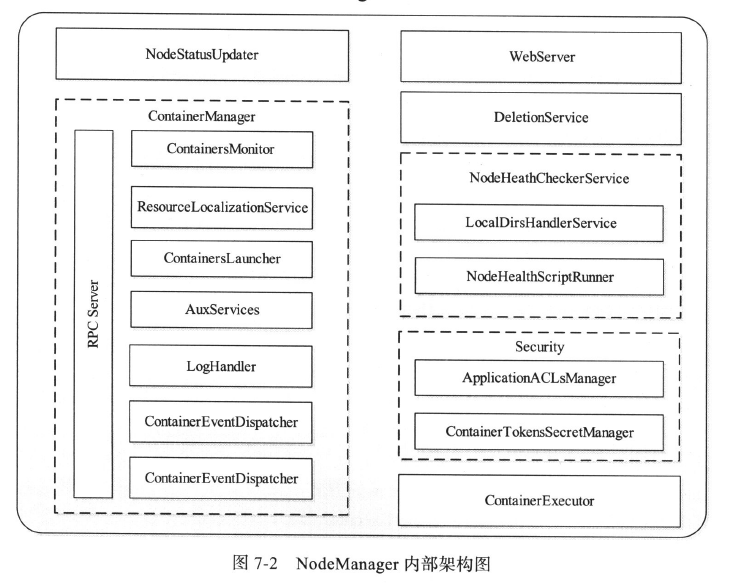 NodeStatusUpdater
ContainerManager
RPC Server
ContainersMonitor
ResourceLocalizationService
ContainersLauncher
AuxServices
LogHandler
ContainerEventDispatcher
ContainerEventDispatcher
WebServer
DeletionService
NodeHeathCheckerService
LocalDirsHandlerService
NodeHealthScriptRunner
Security
ApplicationACLsManager
ContainerTokensSecretManager
ContainerExecutor
图 7-2 NodeManager 内部架构图